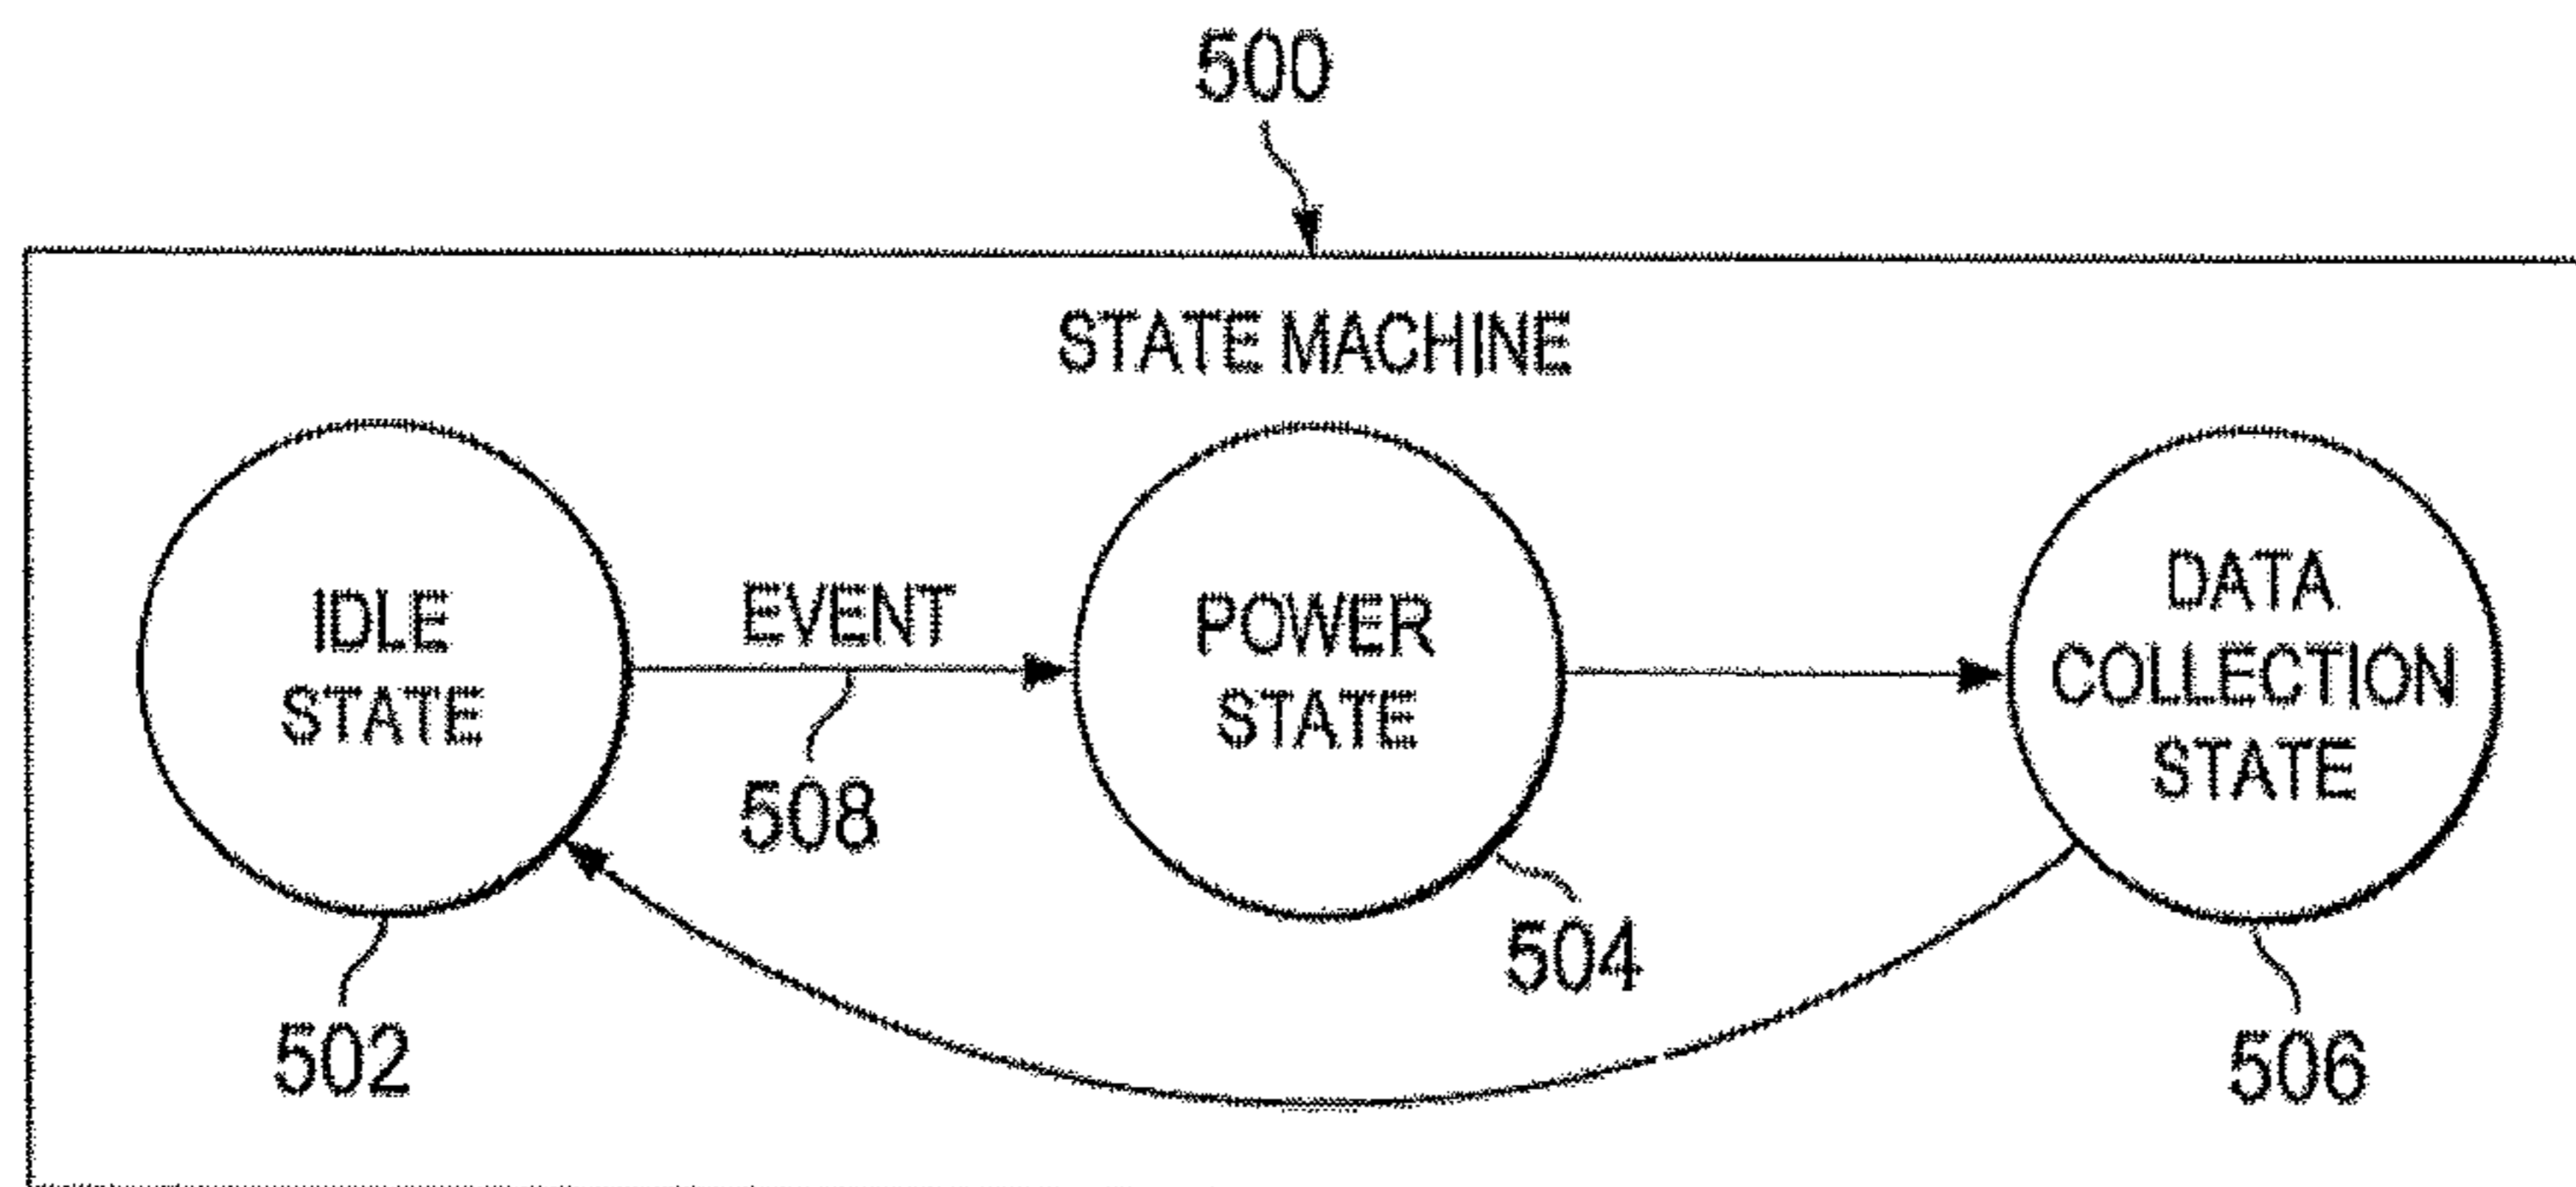 500
STATE MACHINE
IDLE
STATE
EVENT
508
POWER
STATE
DATA
COLLECTION
STATE
502
504
506